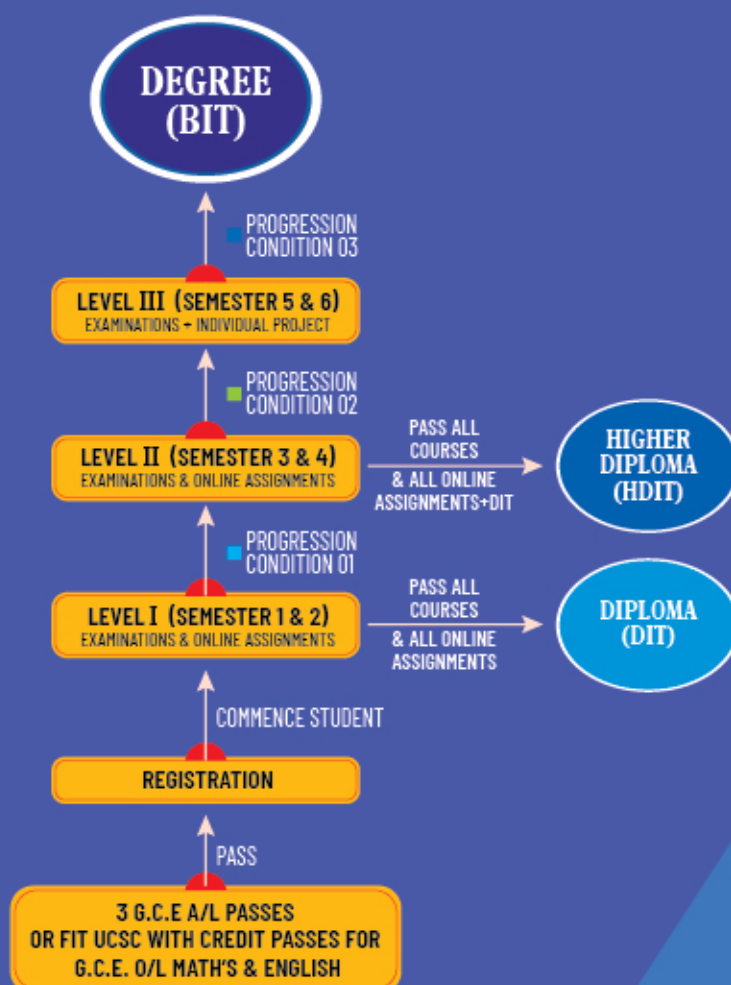 DEGREE
(BIT)
PROGRESSION
CONDITION 03
LEVEL III (SEMESTER 5 & 6)
EXAMINATIONS + INDIVIDUAL PROJECT
PROGRESSION
CONDITION 02
LEVEL II (SEMESTER 3 & 4)
EXAMINATIONS & ONLINE ASSIGNMENTS
PASS ALL
COURSES
& ALL ONLINE
ASSIGNMENTS+DIT
HIGHER
DIPLOMA
(HDIT)
PROGRESSION
CONDITION 01
LEVEL I (SEMESTER 1 & 2)
EXAMINATIONS & ONLINE ASSIGNMENTS
PASS ALL
COURSES
& ALL ONLINE
ASSIGNMENTS
DIPLOMA
(DIT)
COMMENCE STUDENT
REGISTRATION
PASS
3 G.C.E A/L PASSES
OR FIT UCSC WITH CREDIT PASSES FOR
G.C.E. O/L MATH'S & ENGLISH